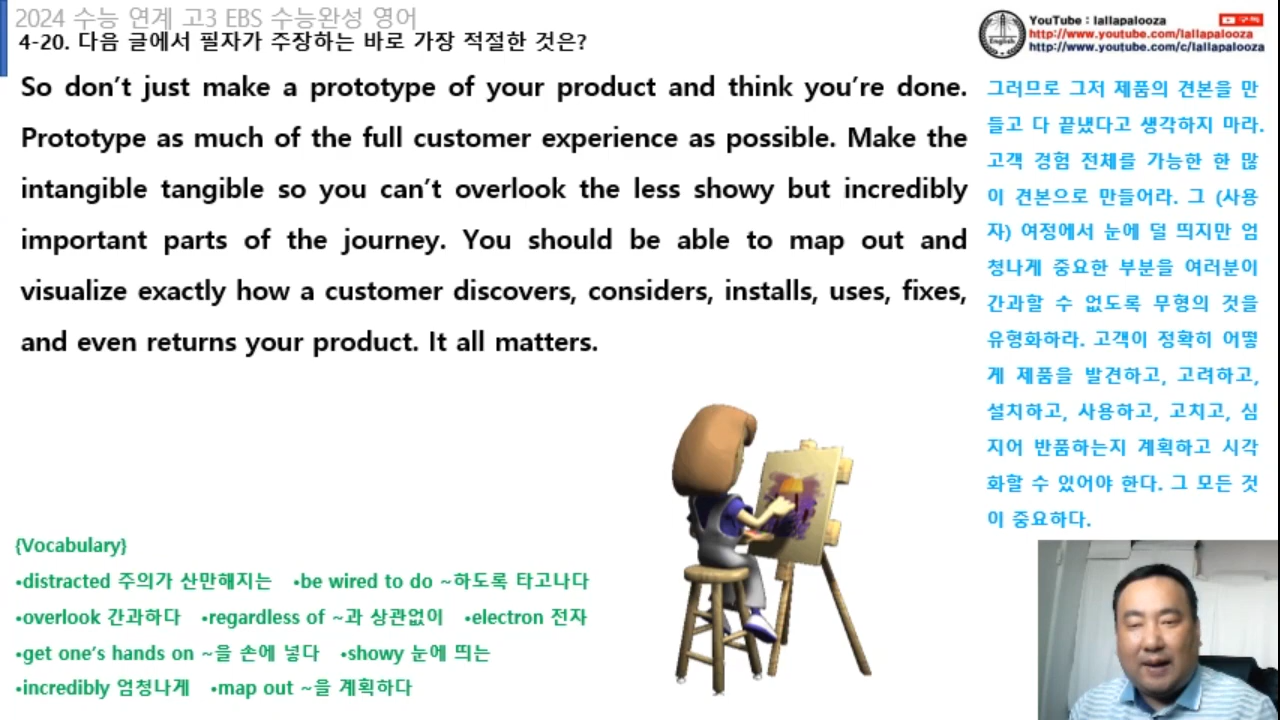 2024 수능 연계 고3 EBS 수능완성 영어
4-20. 다음 글에서 필자가 주장하는 바로 가장 적절한 것은?
YouTube : lallapalooza
구독
http://www.youtube.com/lallapalooza
http://www.youtube.com/c/lallapalooza
English
So don’t just make a prototype of your product and think you’re done.
Prototype as much of the full customer experience as possible. Make the
intangible tangible so you can’t overlook the less showy but incredibly
important parts of the journey. You should be able to map out and
visualize exactly how a customer discovers, considers, installs, uses, fixes,
and even returns your product. It all matters.
그러므로 그저 제품의 견본을 만
들고 다 끝냈다고 생각하지 마라.
고객 경험 전체를 가능한 한 많
이 견본으로 만들어라. 그 (사용
자) 여정에서 눈에 덜 띄지만 엄
청나게 중요한 부분을 여러분이
간과할 수 없도록 무형의 것을
유형화하라. 고객이 정확히 어떻
게 제품을 발견하고, 고려하고,
설치하고, 사용하고, 고치고, 심
지어 반품하는지 계획하고 시각
화할 수 있어야 한다. 그 모든 것
이 중요하다.
{Vocabulary}
•distracted 주의가 산만해지는 •be wired to do ~하도록 타고나다
•overlook 간과하다 •regardless of ~과 상관없이 •electron 전자
•get one’s hands on ~을 손에 넣다 •showy 눈에 띄는
•incredibly 엄청나게 •map out ~을 계획하다